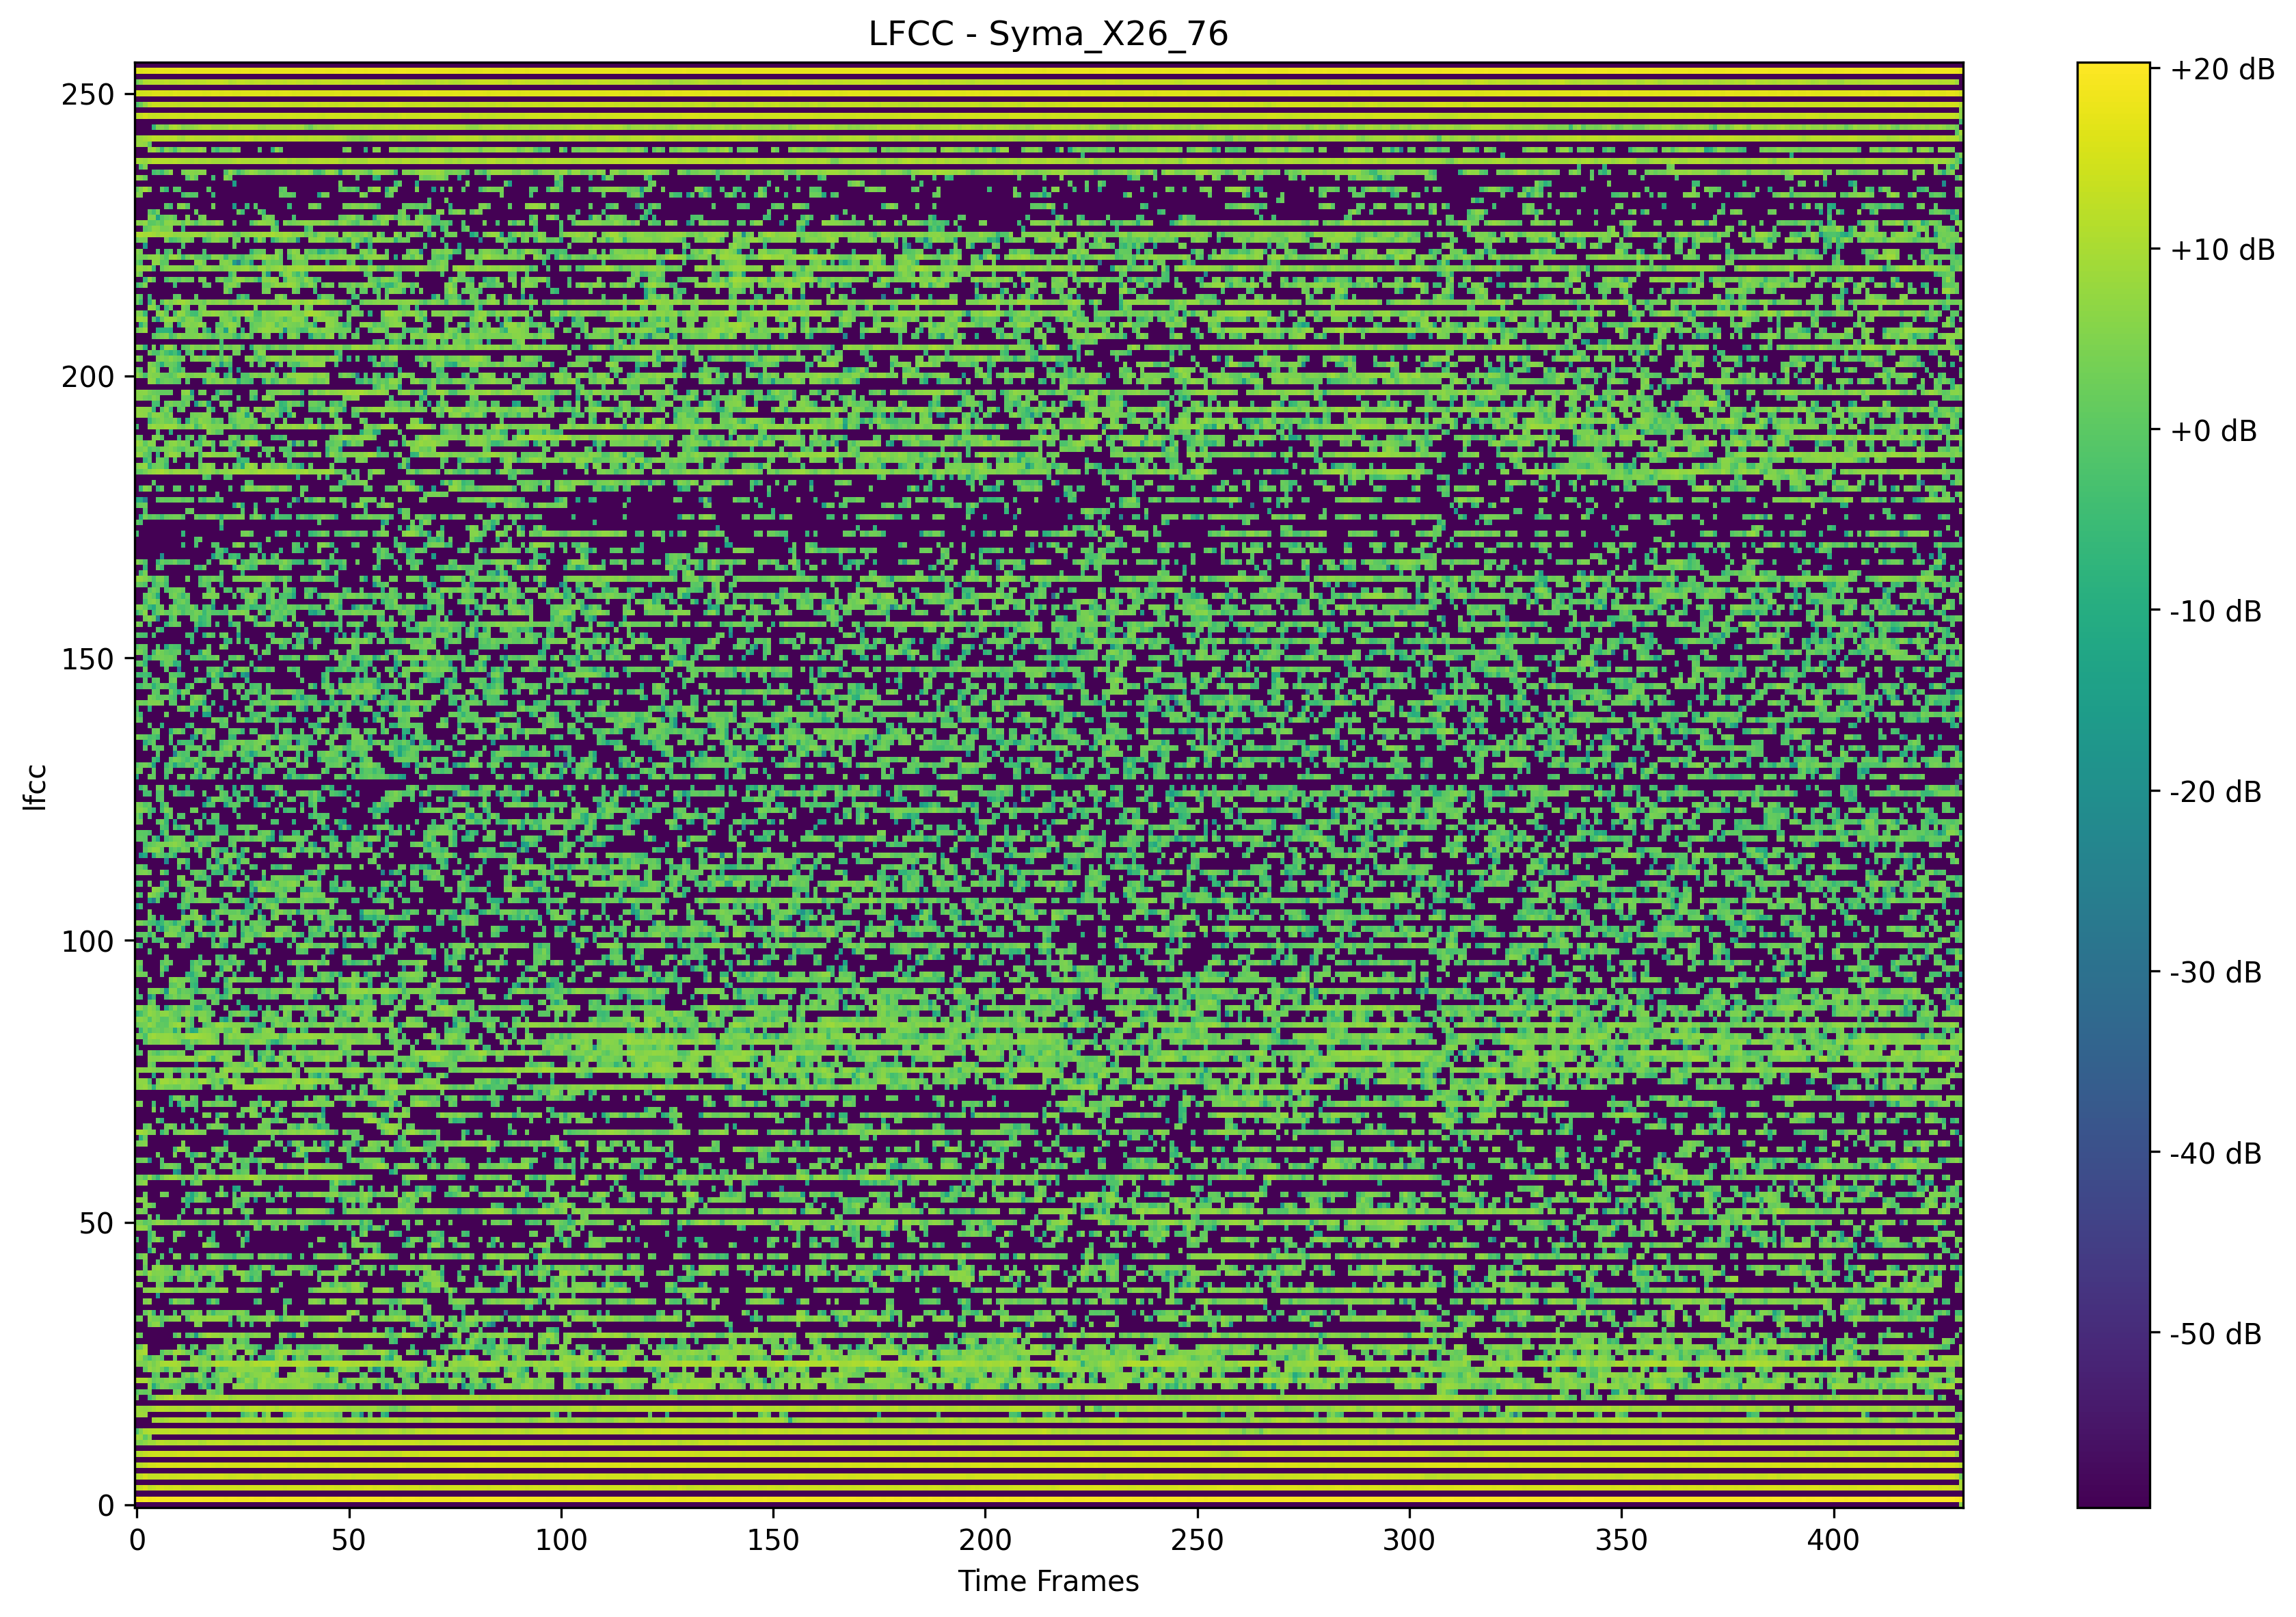 LFCC - Syma_X26_76
lfcc
250
200
150
100
50
0
0 50 100 150 200 250 300 350 400
Time Frames
+20 dB
+10 dB
+0 dB
-10 dB
-20 dB
-30 dB
-40 dB
-50 dB